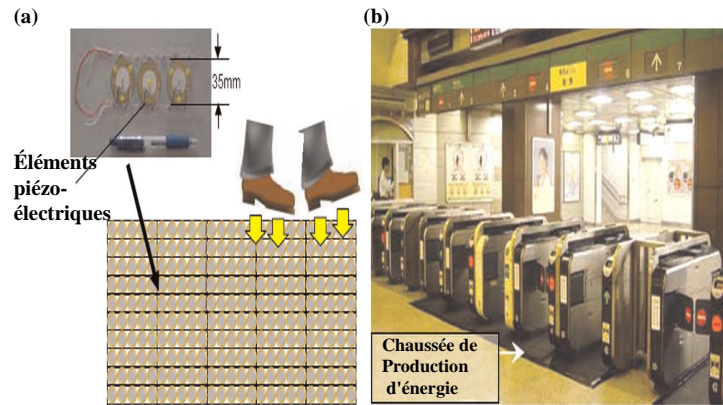 (a)
(b)
35mm
Éléments
piézo-
électriques
Chaussée de
Production
d'énergie